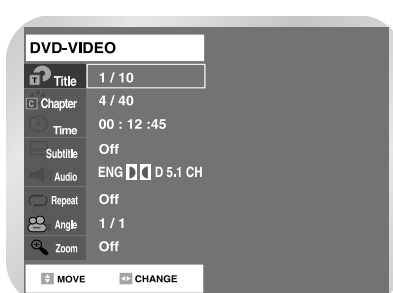 DVD-VIDEO
T Title 1 / 10
C Chapter 4 / 40
Time 00 : 12 :45
Subtitle Off
Audio ENG D 5.1 CH
Repeat Off
Angle 1 / 1
Zoom Off
MOVE CHANGE